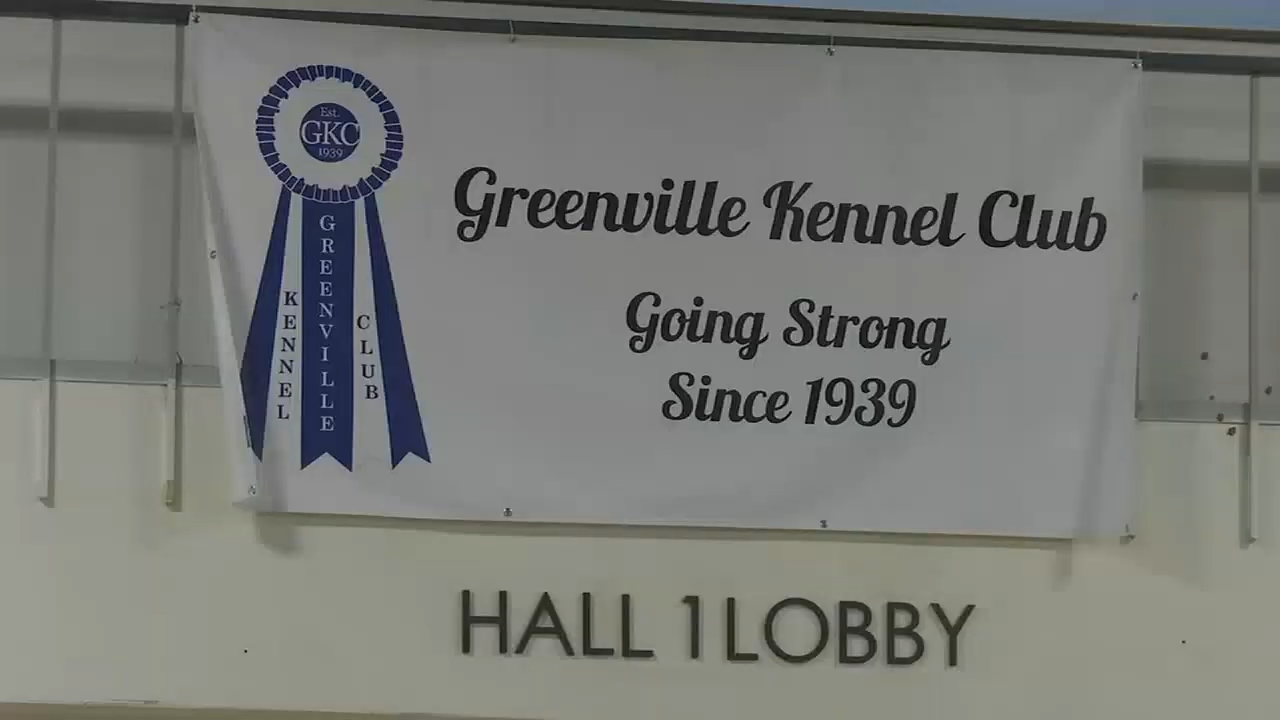 Est.
GKC
1939
GREENVILLE
KENNEL
CLUB
Greenville Kennel Club
Going Strong
Since 1939
HALL 1 LOBBY